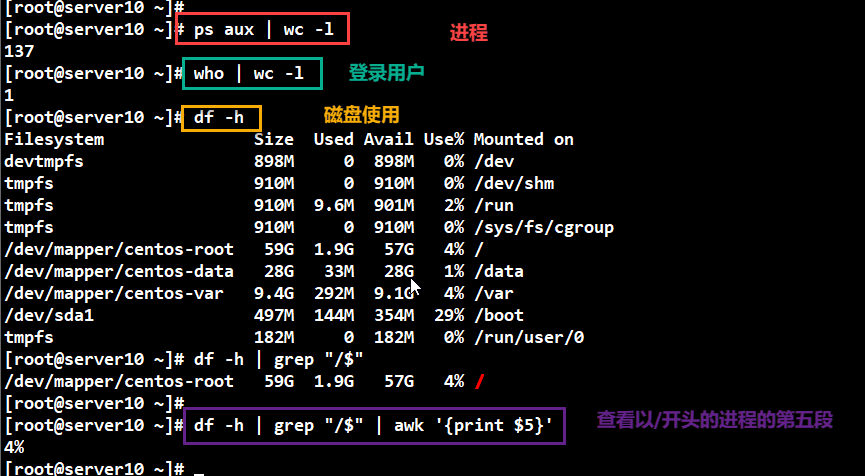 [root@server10 ~]#
[root@server10 ~]# ps aux | wc -l 进程
137
[root@server10 ~]# who | wc -l 登录用户
1
[root@server10 ~]# df -h 磁盘使用
Filesystem Size Used Avail Use% Mounted on
devtmpfs 898M 0 898M 0% /dev
tmpfs 910M 0 910M 0% /dev/shm
tmpfs 910M 9.6M 901M 2% /run
tmpfs 910M 0 910M 0% /sys/fs/cgroup
/dev/mapper/centos-root 59G 1.9G 57G 4% /
/dev/mapper/centos-data 28G 33M 28G 1% /data
/dev/mapper/centos-var 9.4G 292M 9.1G 4% /var
/dev/sda1 497M 144M 354M 29% /boot
tmpfs 182M 0 182M 0% /run/user/0
[root@server10 ~]# df -h | grep "/$"
/dev/mapper/centos-root 59G 1.9G 57G 4% /
[root@server10 ~]#
[root@server10 ~]# df -h | grep "/$" | awk '{print $5}' 查看以/开头的进程的第五段
4%
[root@server10 ~]# _